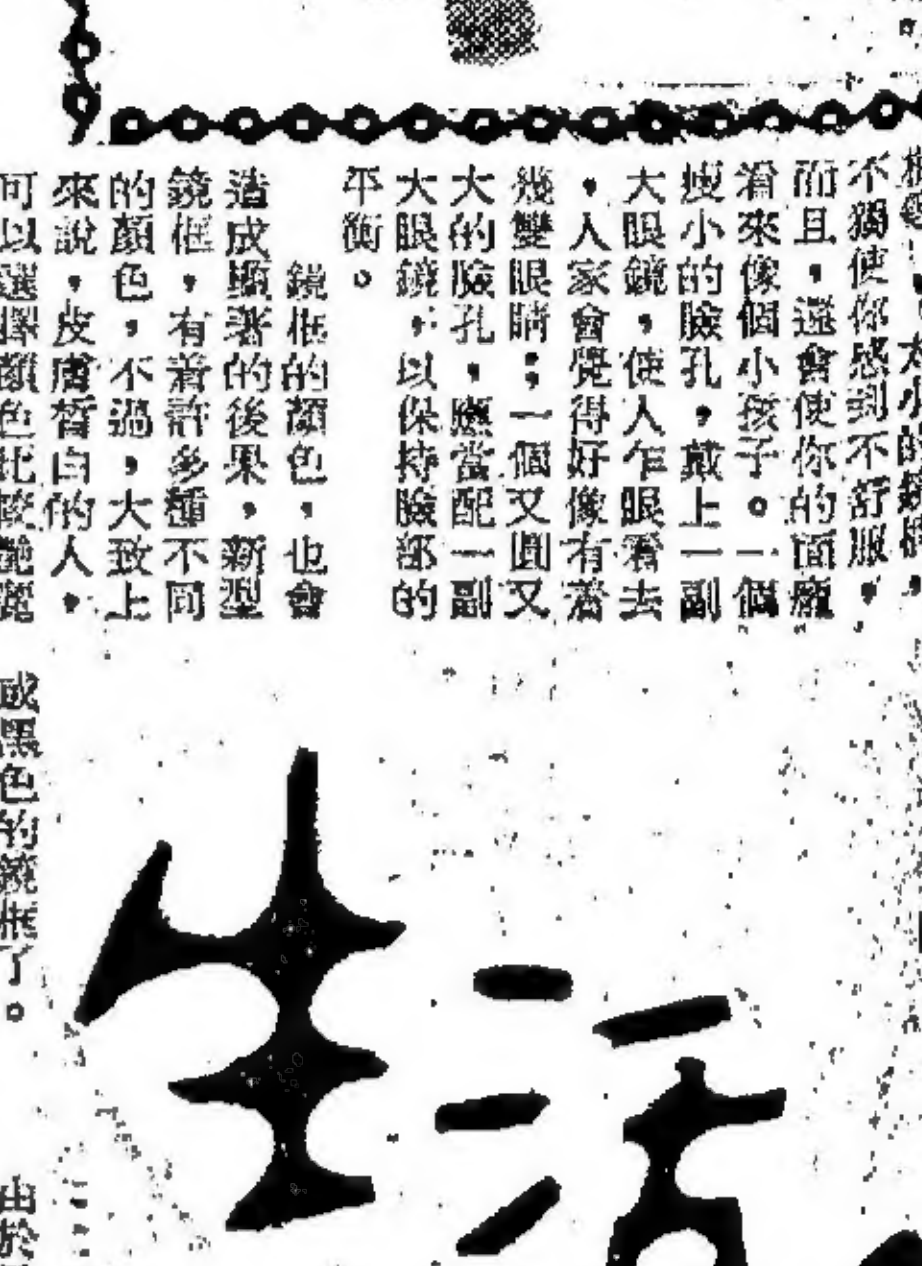 大小的鏡框，
不獨使你感到不舒服，
而且，還會使你的面龐
看來像個小孩子。一個
瘦小的臉孔，戴上一副
大眼鏡，使人乍眼看去
，人家會覺得好像有着
幾雙眼睛；一個又圓又
大的臉孔，應當配一副
大眼鏡，以保持臉部的
平衡。
鏡框的顏色，也會
造成顯著的後果，新型
鏡框，有着許多種不同
的顏色，不過，大致上
來說，皮膚皙白的人，
可以選擇顏色比較艷麗
或黑色的鏡框了。
由於
生活